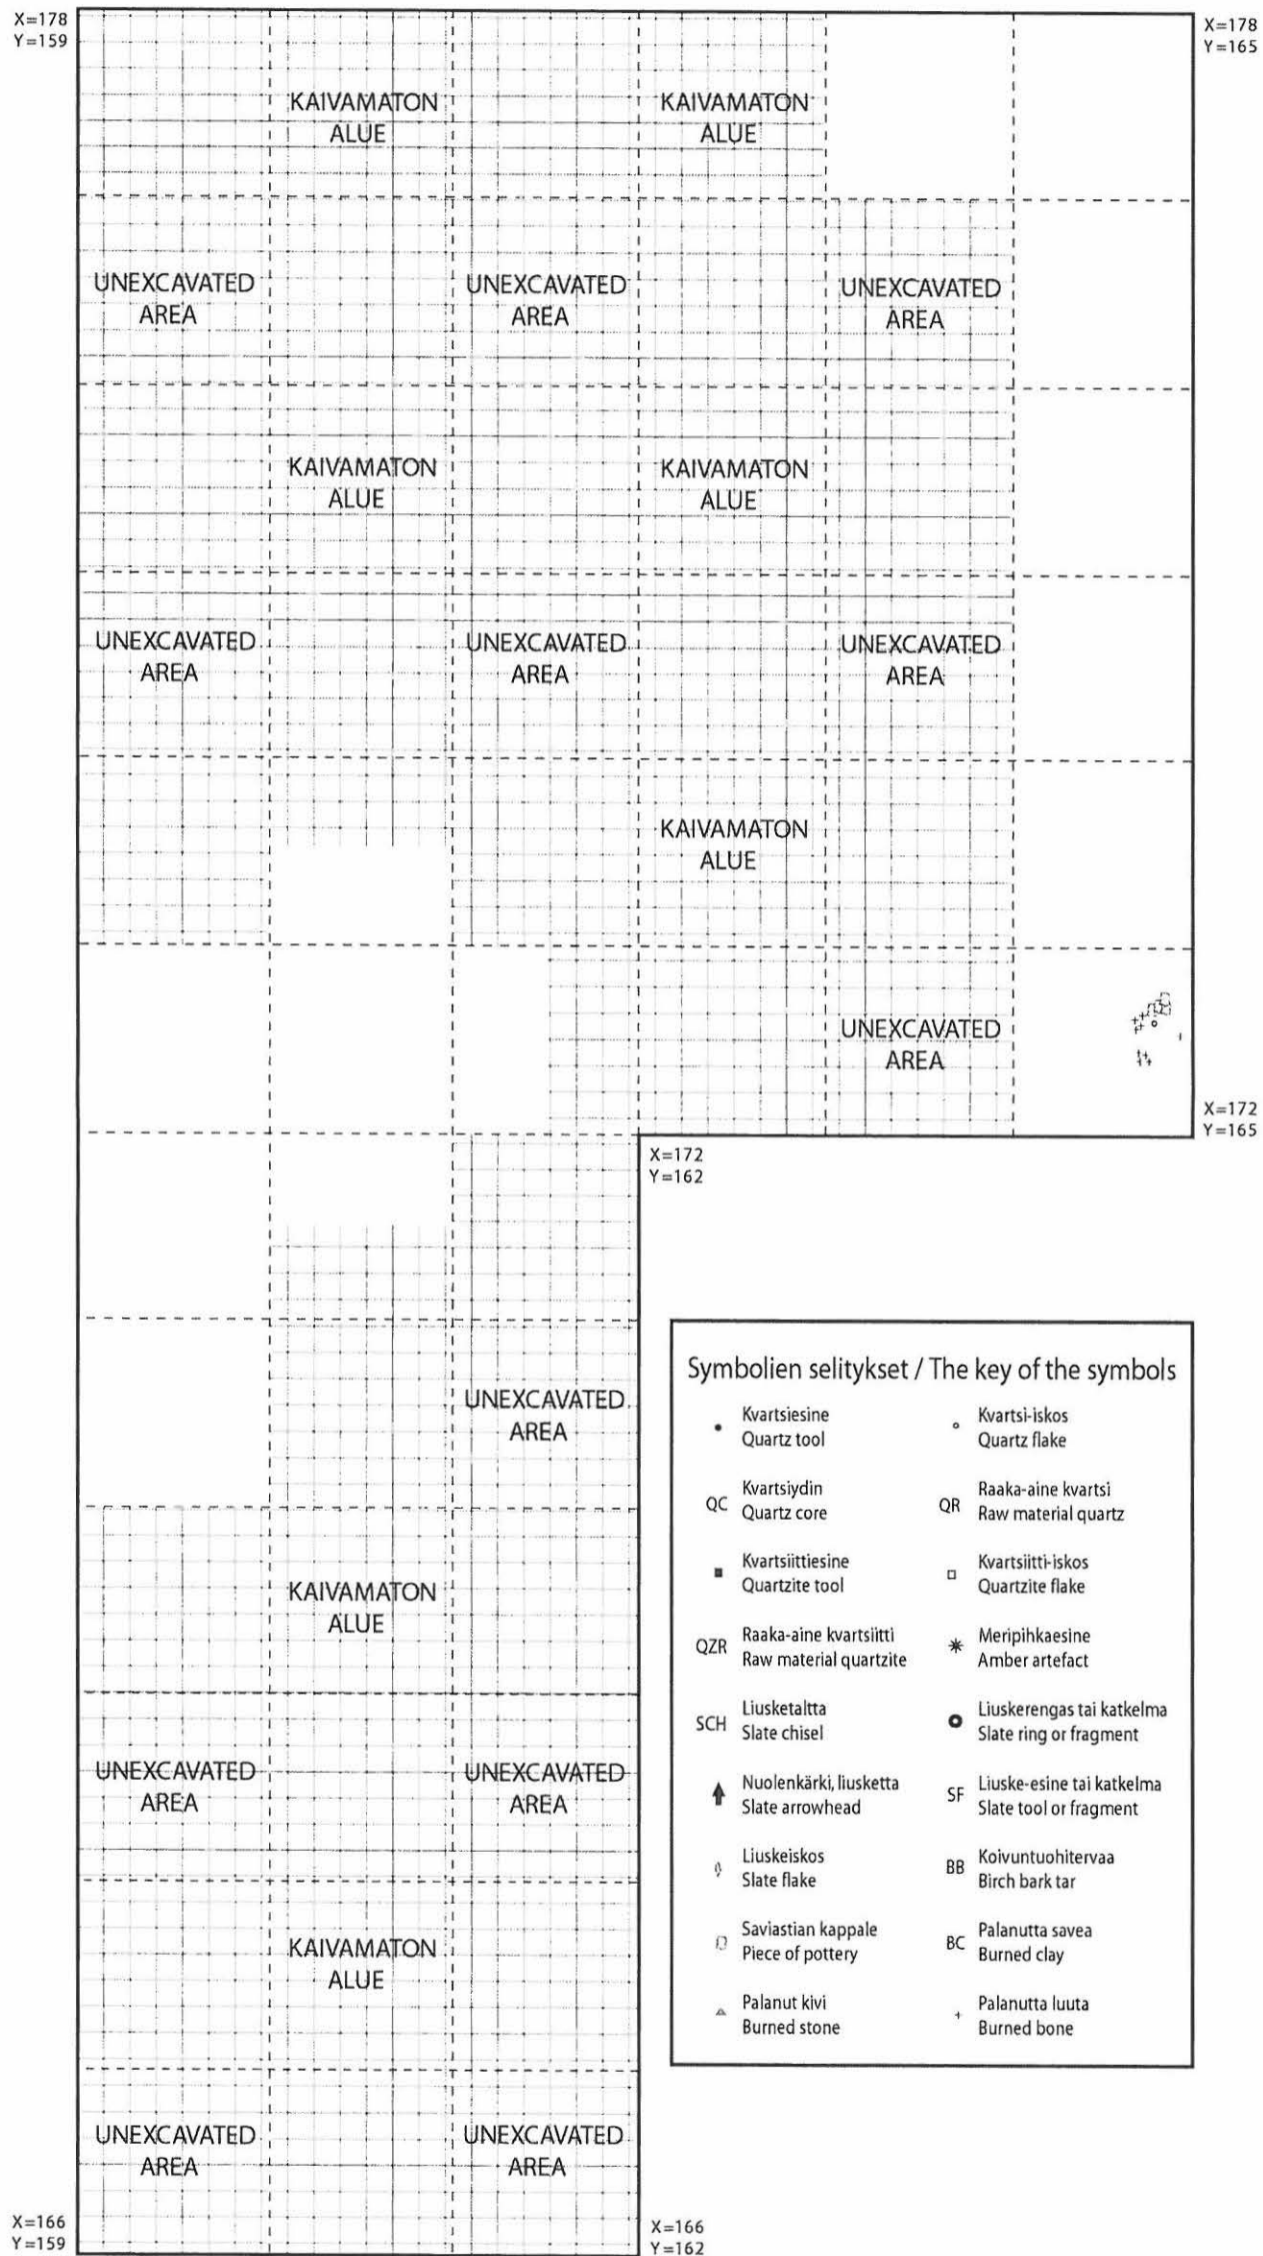 X=178
Y=159
X=178
Y=165
KAIVAMATON
ALUE
KAIVAMATON
ALUE
UNEXCAVATED
AREA
UNEXCAVATED
AREA
UNEXCAVATED
AREA
KAIVAMATON
ALUE
KAIVAMATON
ALUE
UNEXCAVATED
AREA
UNEXCAVATED
AREA
UNEXCAVATED
AREA
KAIVAMATON
ALUE
UNEXCAVATED
AREA
X=172
Y=165
X=172
Y=162
UNEXCAVATED
AREA
KAIVAMATON
ALUE
UNEXCAVATED
AREA
UNEXCAVATED
AREA
KAIVAMATON
ALUE
UNEXCAVATED
AREA
UNEXCAVATED
AREA
X=166
Y=159
X=166
Y=162
Symbolien selitykset / The key of the symbols
Kvartsiesine
Quartz tool
Kvartsi-iskos
Quartz flake
QC Kvartsiydin
Quartz core
QR Raaka-aine kvartsi
Raw material quartz
Kvartsiittiesine
Quartzite tool
Kvartsiitti-iskos
Quartzite flake
QZR Raaka-aine kvartsiitti
Raw material quartzite
Meripihkaesine
Amber artefact
SCH Liusketaltta
Slate chisel
Liuskerengas tai katkelma
Slate ring or fragment
Nuolenkärki, liusketta
Slate arrowhead
SF Liuske-esine tai katkelma
Slate tool or fragment
Liuskeiskos
Slate flake
BB Koivuntuohitervaa
Birch bark tar
Saviastian kappale
Piece of pottery
BC Palanutta savea
Burned clay
Palanut kivi
Burned stone
Palanutta luuta
Burned bone